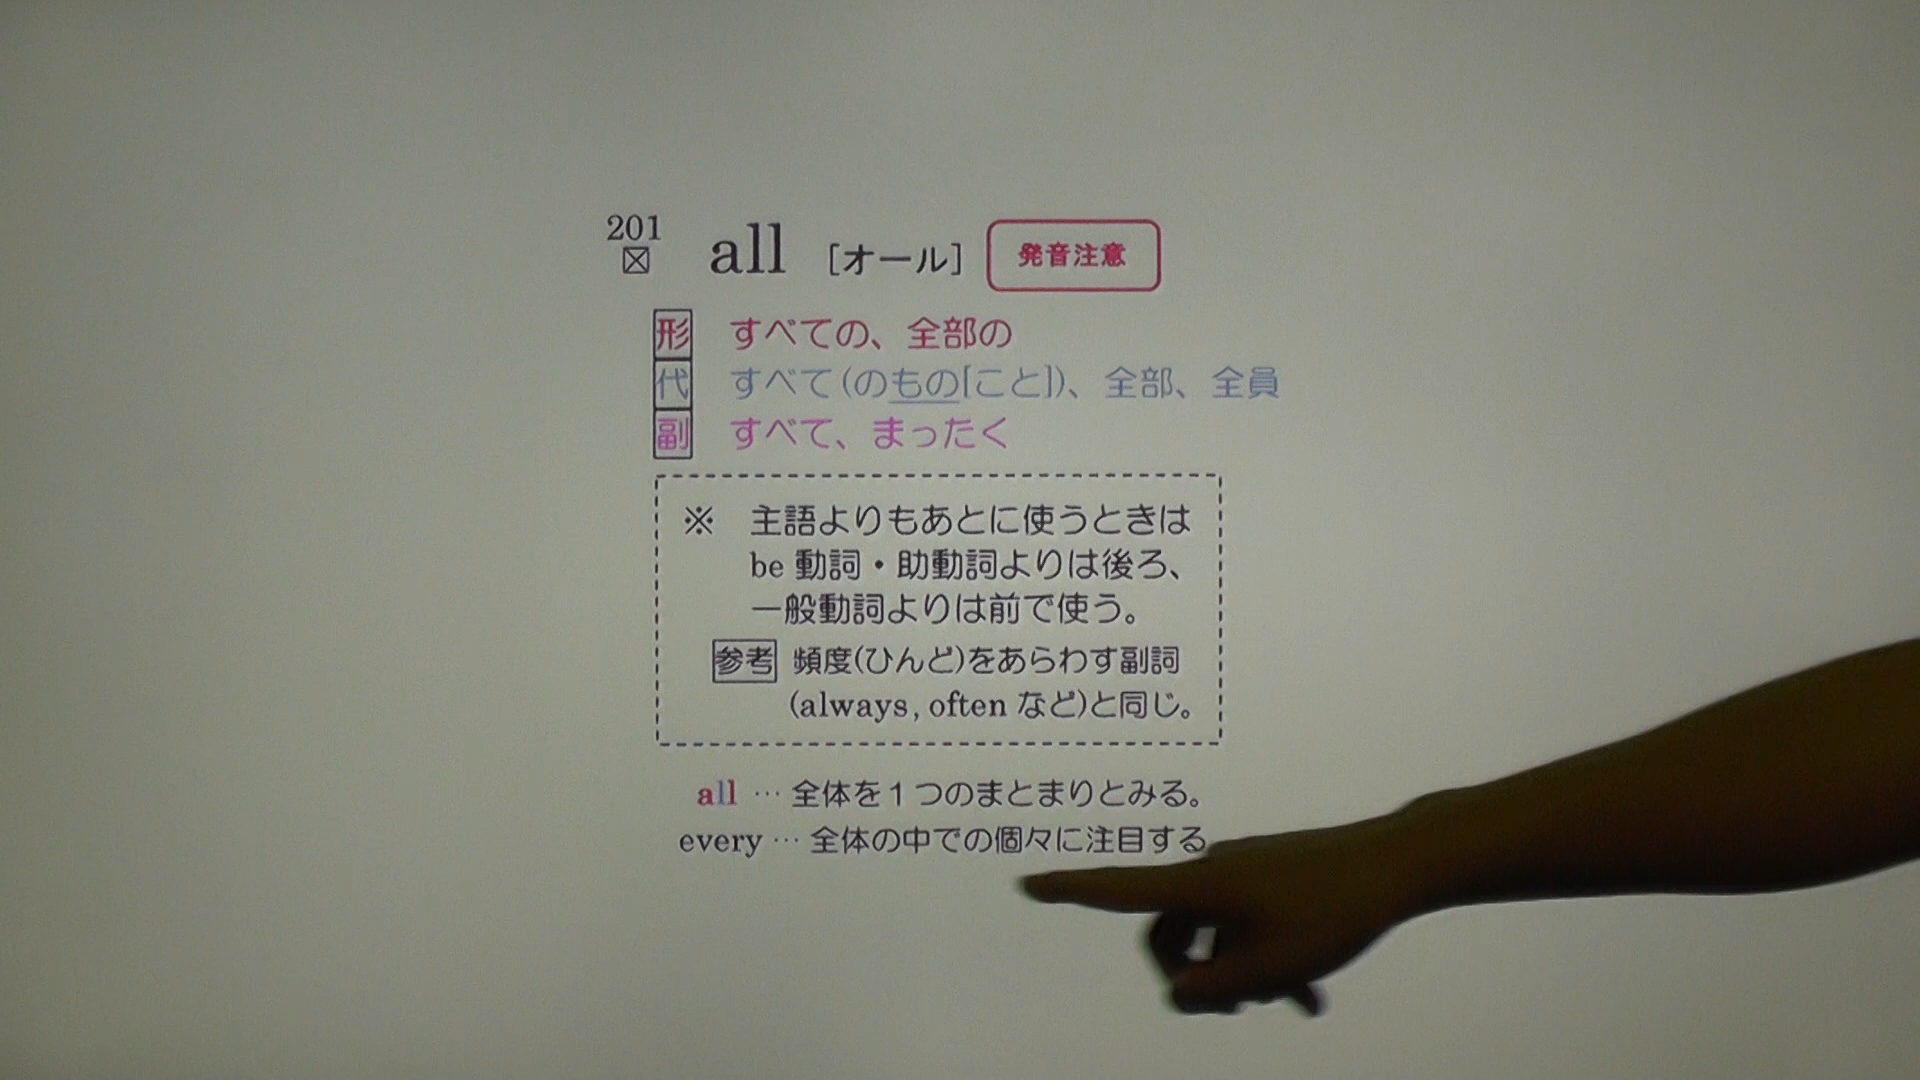 201
all [オール] 発音注意
形 すべての、全部の
代 すべて(のもの[こと])、全部、全員
副 すべて、まったく
※ 主語よりもあとに使うときは
be 動詞・助動詞よりは後ろ、
一般動詞よりは前で使う。
参考 頻度(ひんど)をあらわす副詞
(always, often など)と同じ。
all … 全体を1つのまとまりとみる。
every … 全体の中での個々に注目する